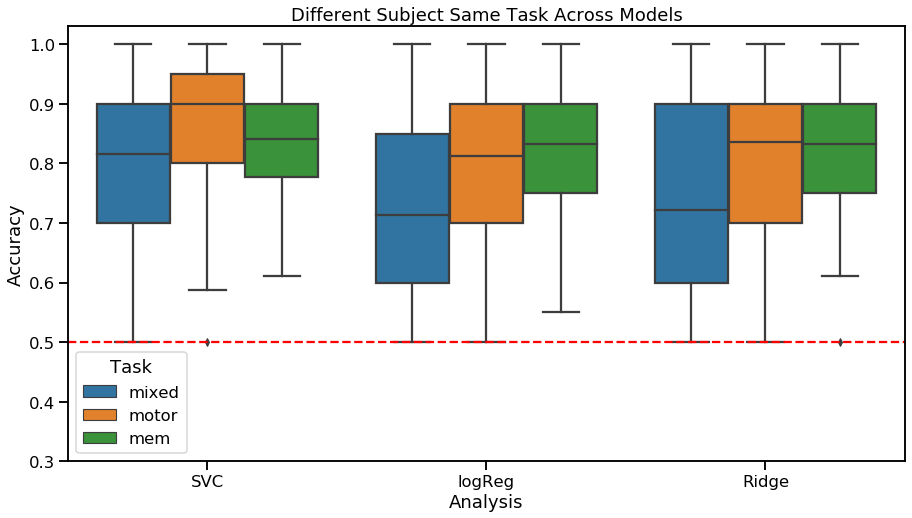 Different Subject Same Task Across Models
1.0
0.9
0.8
0.7
0.6
0.5
0.4
0.3
Accuracy
Task
mixed
motor
mem
SVC
logReg
Ridge
Analysis